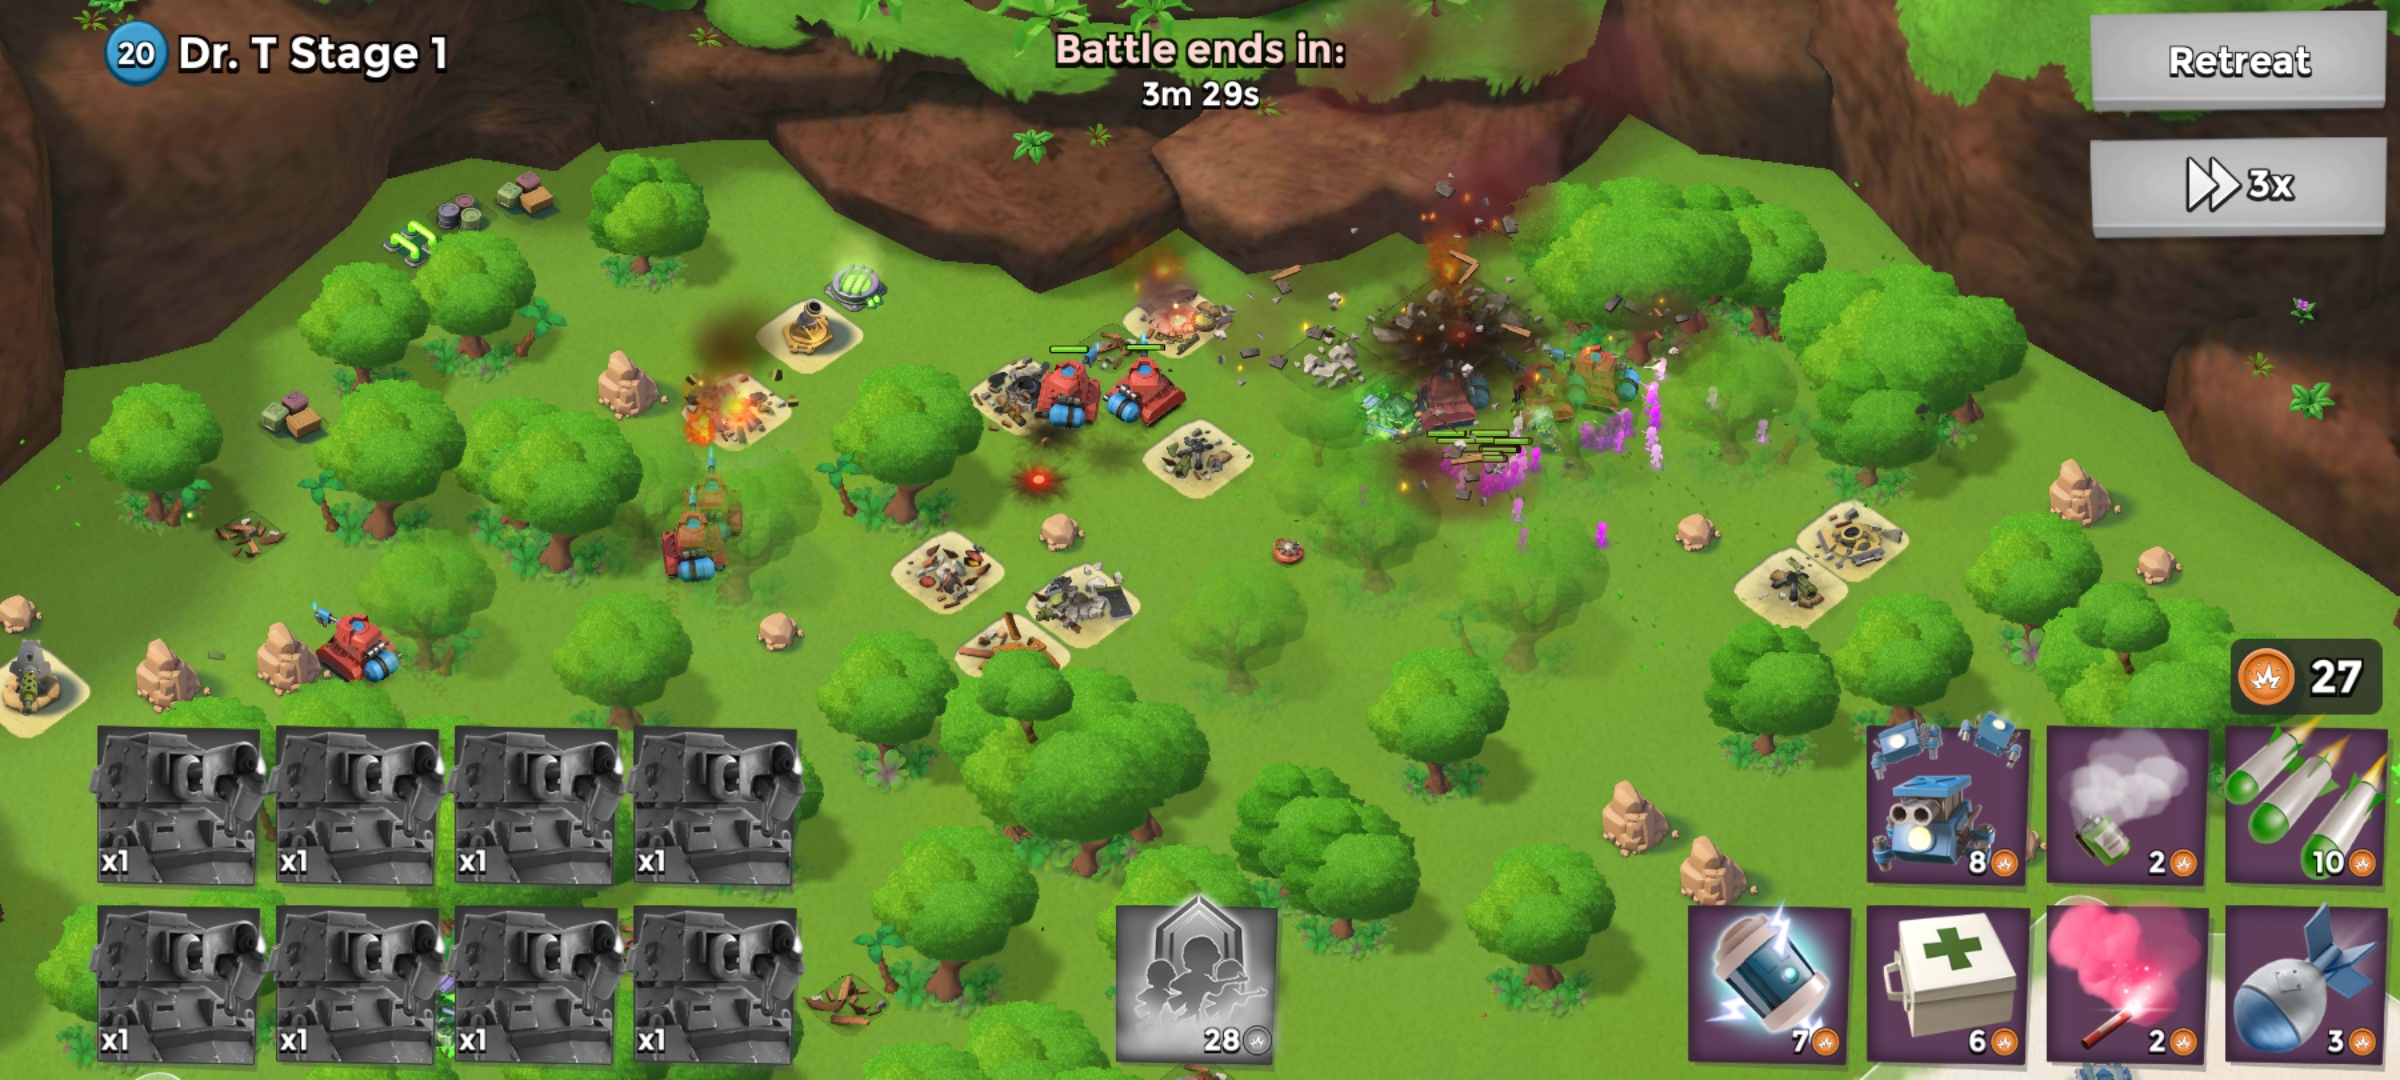 20 Dr. T Stage 1
Battle ends in:
3m 29s
Retreat
3x
27
x1 x1 x1 x1
8 2 10
x1 x1 x1 x1
28
7 6 2 3